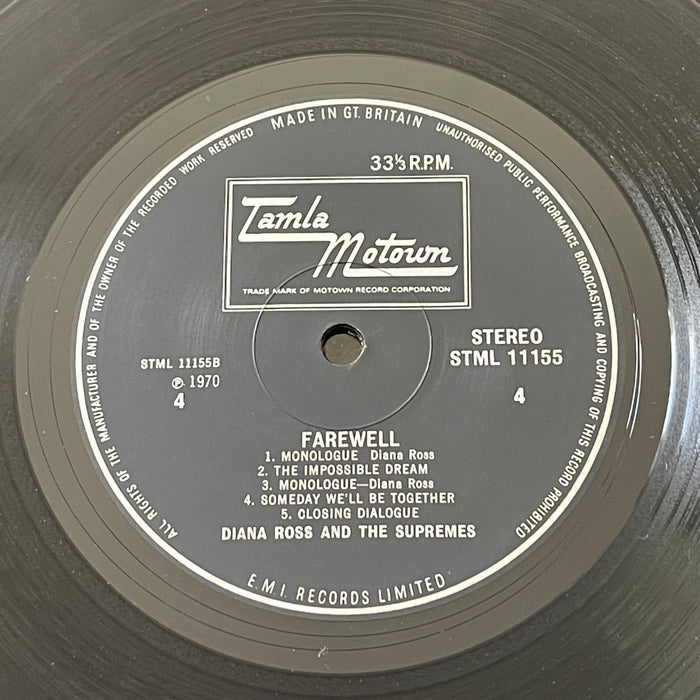 MADE IN GT. BRITAIN
UNAUTHORISED PUBLIC PERFORMANCE BROADCASTING AND COPYING OF THIS RECORD PROHIBITED
ALL RIGHTS OF THE MANUFACTURER AND OF THE OWNER OF THE RECORDED WORK RESERVED
33⅓ R.P.M.
Tamla
Motown
TRADE MARK OF MOTOWN RECORD CORPORATION
STML 11155B
℗ 1970
4
STEREO
STML 11155
4
FAREWELL
1. MONOLOGUE Diana Ross
2. THE IMPOSSIBLE DREAM
3. MONOLOGUE—Diana Ross
4. SOMEDAY WE'LL BE TOGETHER
5. CLOSING DIALOGUE
DIANA ROSS AND THE SUPREMES
E.M.I. RECORDS LIMITED